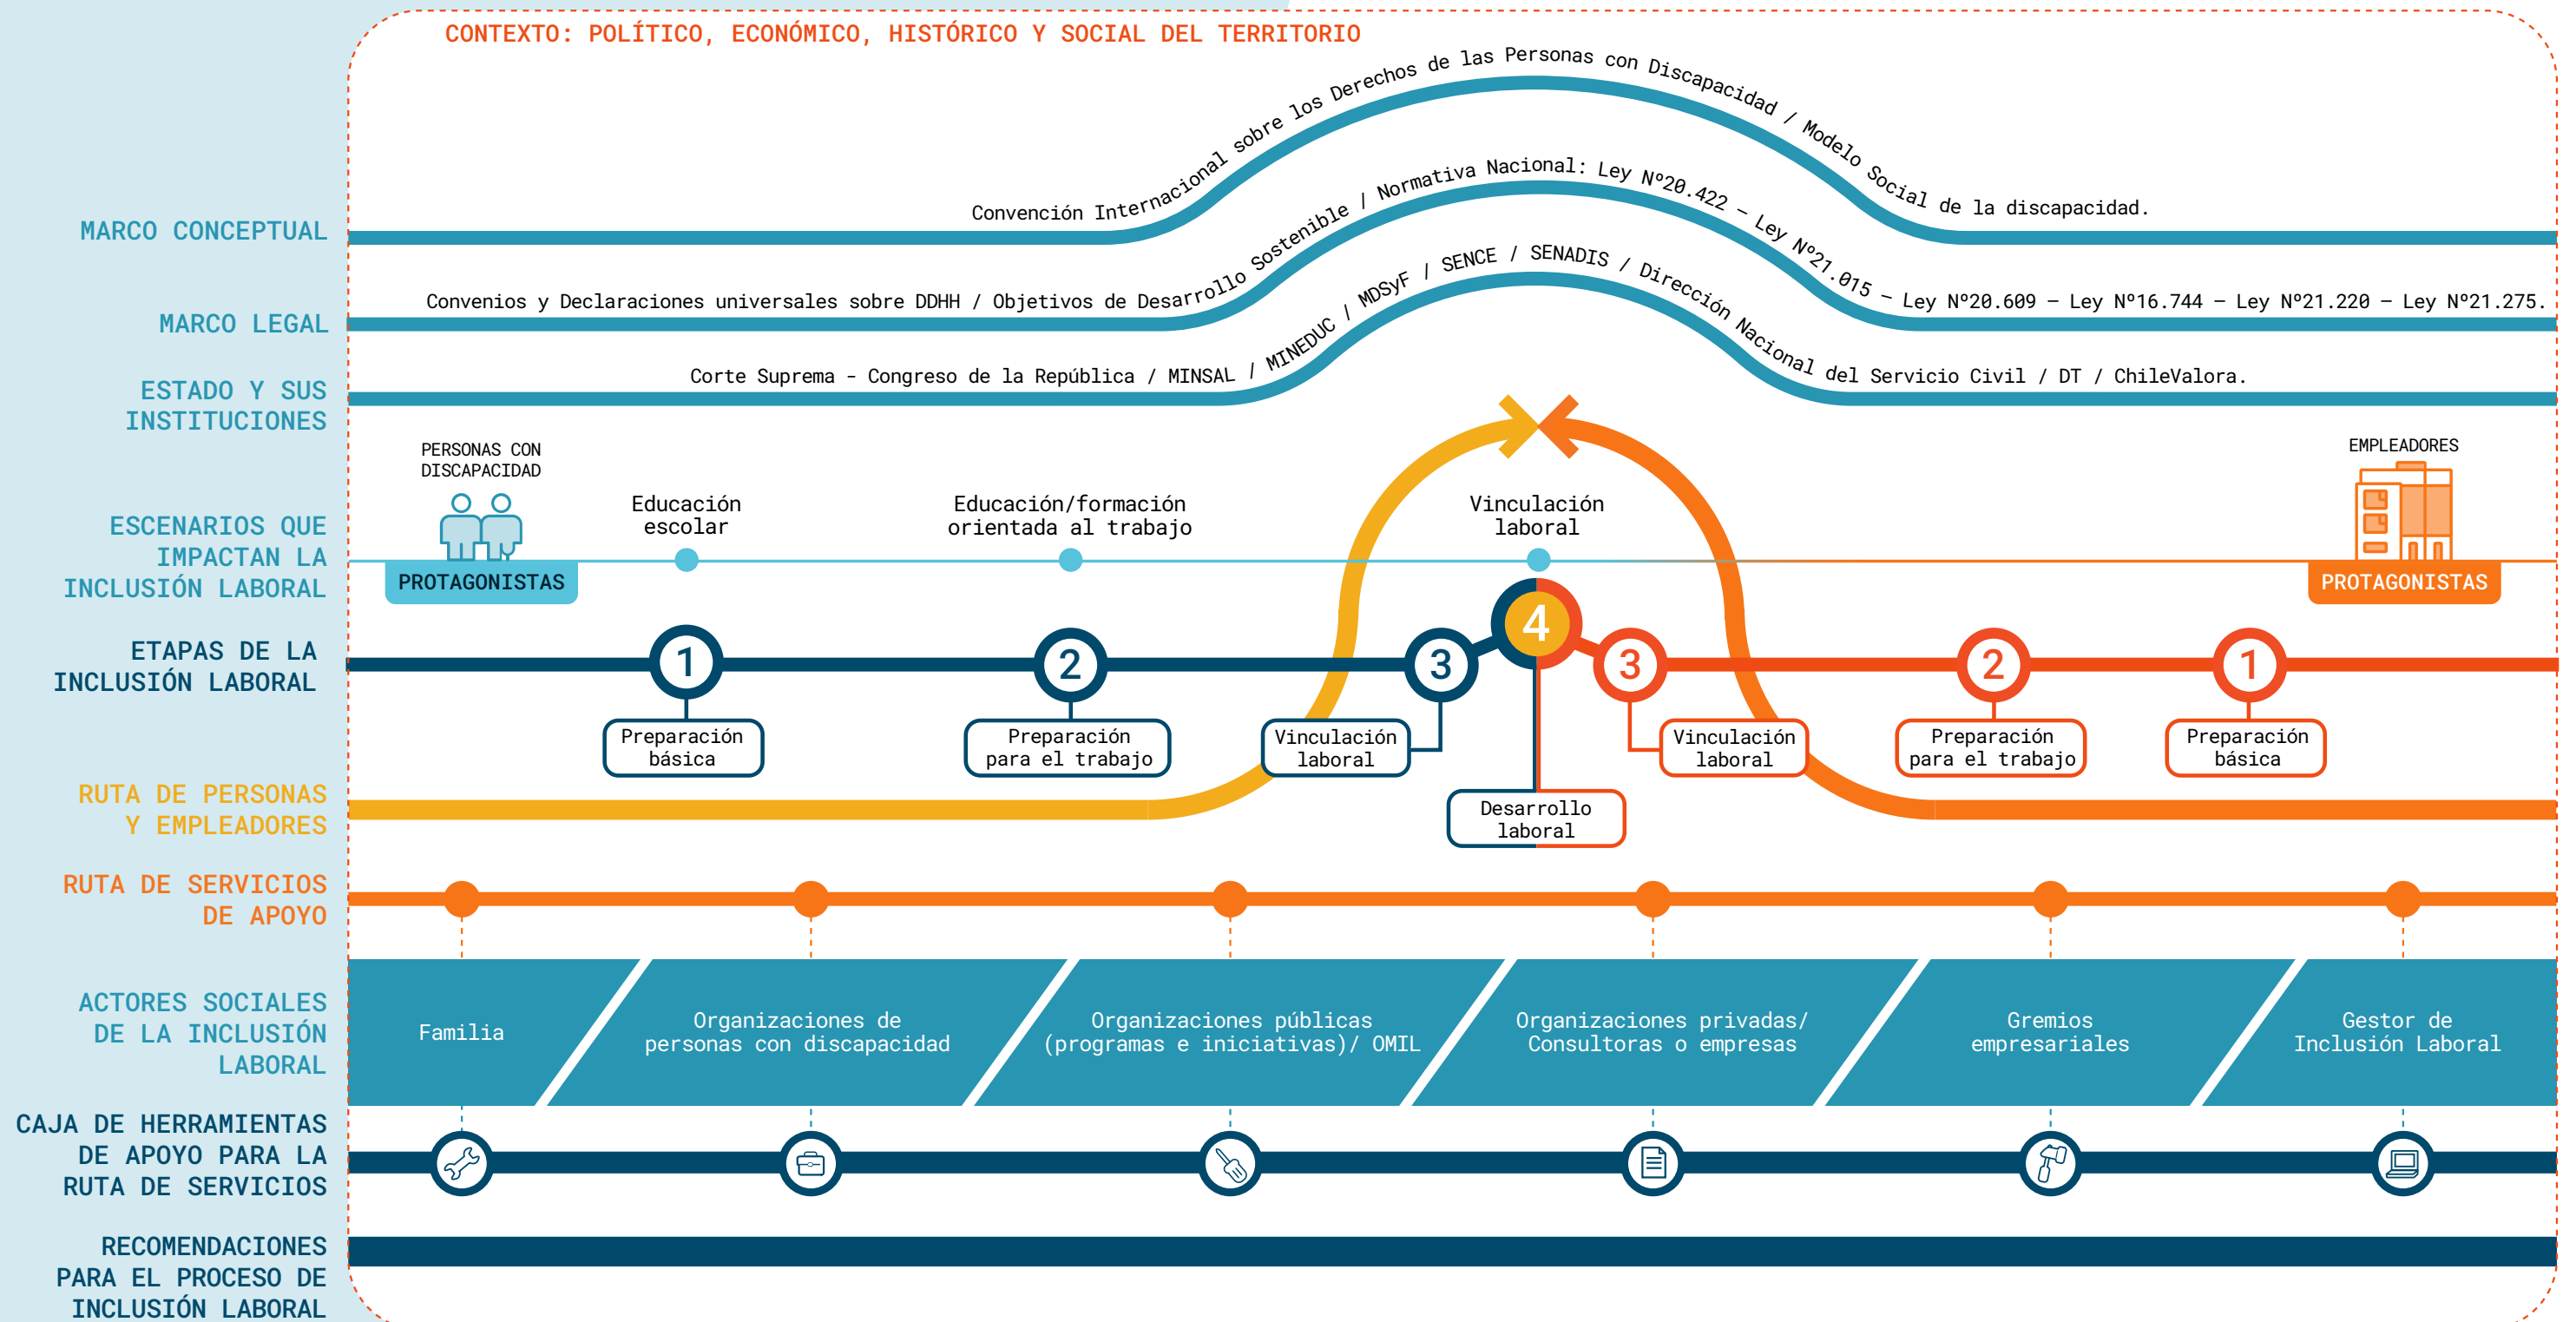 CONTEXTO: POLÍTICO, ECONÓMICO, HISTÓRICO Y SOCIAL DEL TERRITORIO
MARCO CONCEPTUAL
Convención Internacional sobre los Derechos de las Personas con Discapacidad / Modelo Social de la discapacidad.
MARCO LEGAL
Convenios y Declaraciones universales sobre DDHH / Objetivos de Desarrollo Sostenible / Normativa Nacional: Ley Nº20.422 – Ley Nº21.015 – Ley Nº20.609 – Ley Nº16.744 – Ley Nº21.220 – Ley Nº21.275.
ESTADO Y SUS
INSTITUCIONES
Corte Suprema - Congreso de la República / MINSAL / MINEDUC / MDSyF / SENCE / SENADIS / Dirección Nacional del Servicio Civil / DT / ChileValora.
ESCENARIOS QUE
IMPACTAN LA
INCLUSIÓN LABORAL
PERSONAS CON
DISCAPACIDAD
PROTAGONISTAS
Educación
escolar
Educación/formación
orientada al trabajo
Vinculación
laboral
EMPLEADORES
PROTAGONISTAS
ETAPAS DE LA
INCLUSIÓN LABORAL
1
2
3
4
3
2
1
Preparación
básica
Preparación
para el trabajo
Vinculación
laboral
Desarrollo
laboral
Vinculación
laboral
Preparación
para el trabajo
Preparación
básica
RUTA DE PERSONAS
Y EMPLEADORES
RUTA DE SERVICIOS
DE APOYO
ACTORES SOCIALES
DE LA INCLUSIÓN
LABORAL
Familia
Organizaciones de
personas con discapacidad
Organizaciones públicas
(programas e iniciativas)/ OMIL
Organizaciones privadas/
Consultoras o empresas
Gremios
empresariales
Gestor de
Inclusión Laboral
CAJA DE HERRAMIENTAS
DE APOYO PARA LA
RUTA DE SERVICIOS
RECOMENDACIONES
PARA EL PROCESO DE
INCLUSIÓN LABORAL